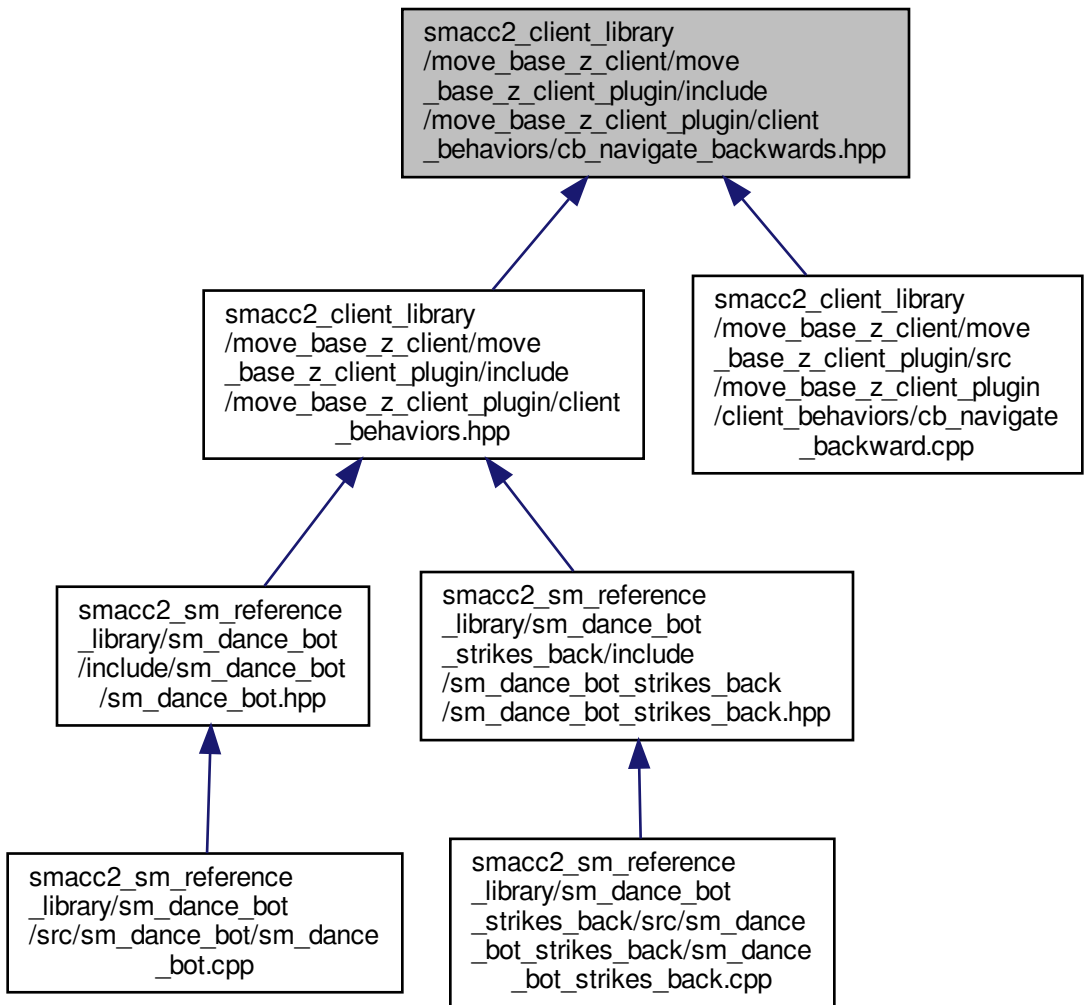 smacc2_client_library
/move_base_z_client/move
_base_z_client_plugin/include
/move_base_z_client_plugin/client
_behaviors/cb_navigate_backwards.hpp
smacc2_client_library
/move_base_z_client/move
_base_z_client_plugin/include
/move_base_z_client_plugin/client
_behaviors.hpp
smacc2_client_library
/move_base_z_client/move
_base_z_client_plugin/src
/move_base_z_client_plugin
/client_behaviors/cb_navigate
_backward.cpp
smacc2_sm_reference
_library/sm_dance_bot
/include/sm_dance_bot
/sm_dance_bot.hpp
smacc2_sm_reference
_library/sm_dance_bot
_strikes_back/include
/sm_dance_bot_strikes_back
/sm_dance_bot_strikes_back.hpp
smacc2_sm_reference
_library/sm_dance_bot
/src/sm_dance_bot/sm_dance
_bot.cpp
smacc2_sm_reference
_library/sm_dance_bot
_strikes_back/src/sm_dance
_bot_strikes_back/sm_dance
_bot_strikes_back.cpp